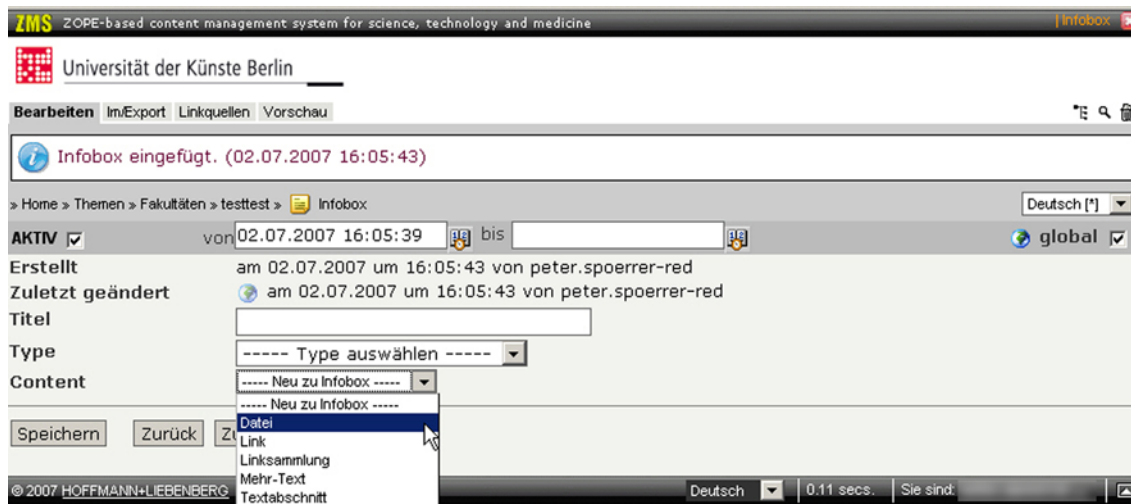 ZMS ZOPE-based content management system for science, technology and medicine | Infobox
Universität der Künste Berlin
Bearbeiten Im/Export Linkquellen Vorschau
Infobox eingefügt. (02.07.2007 16:05:43)
» Home » Themen » Fakultäten » testtest » Infobox Deutsch [*]
AKTIV von 02.07.2007 16:05:39 bis global
Erstellt am 02.07.2007 um 16:05:43 von peter.spoerrer-red
Zuletzt geändert am 02.07.2007 um 16:05:43 von peter.spoerrer-red
Titel
Type ----- Type auswählen -----
Content ----- Neu zu Infobox -----
----- Neu zu Infobox -----
Datei
Speichern Zurück
Link
Linksammlung
Mehr-Text
Textabschnitt
© 2007 HOFFMANN+LIEBENBERG Deutsch 0.11 secs. Sie sind: